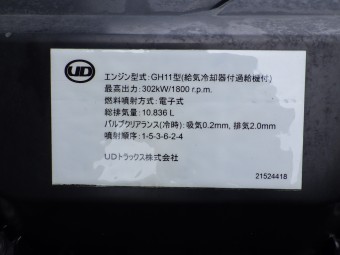 UD
エンジン型式:GH11型(給気冷却器付過給機付)
最高出力:302kW/1800 r.p.m.
燃料噴射方式:電子式
総排気量:10.836 L
バルブクリアランス(冷時):吸気0.2mm, 排気2.0mm
噴射順序:1-5-3-6-2-4
UDトラックス株式会社
21524418